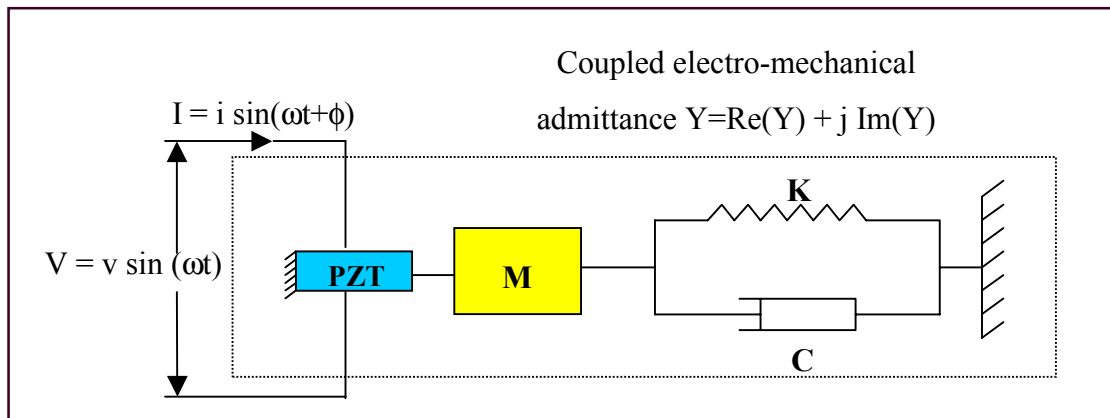 Coupled electro-mechanical
I = i sin(ωt+ϕ)
admittance Y=Re(Y) + j Im(Y)
K
V = v sin (ωt)
PZT
M
C